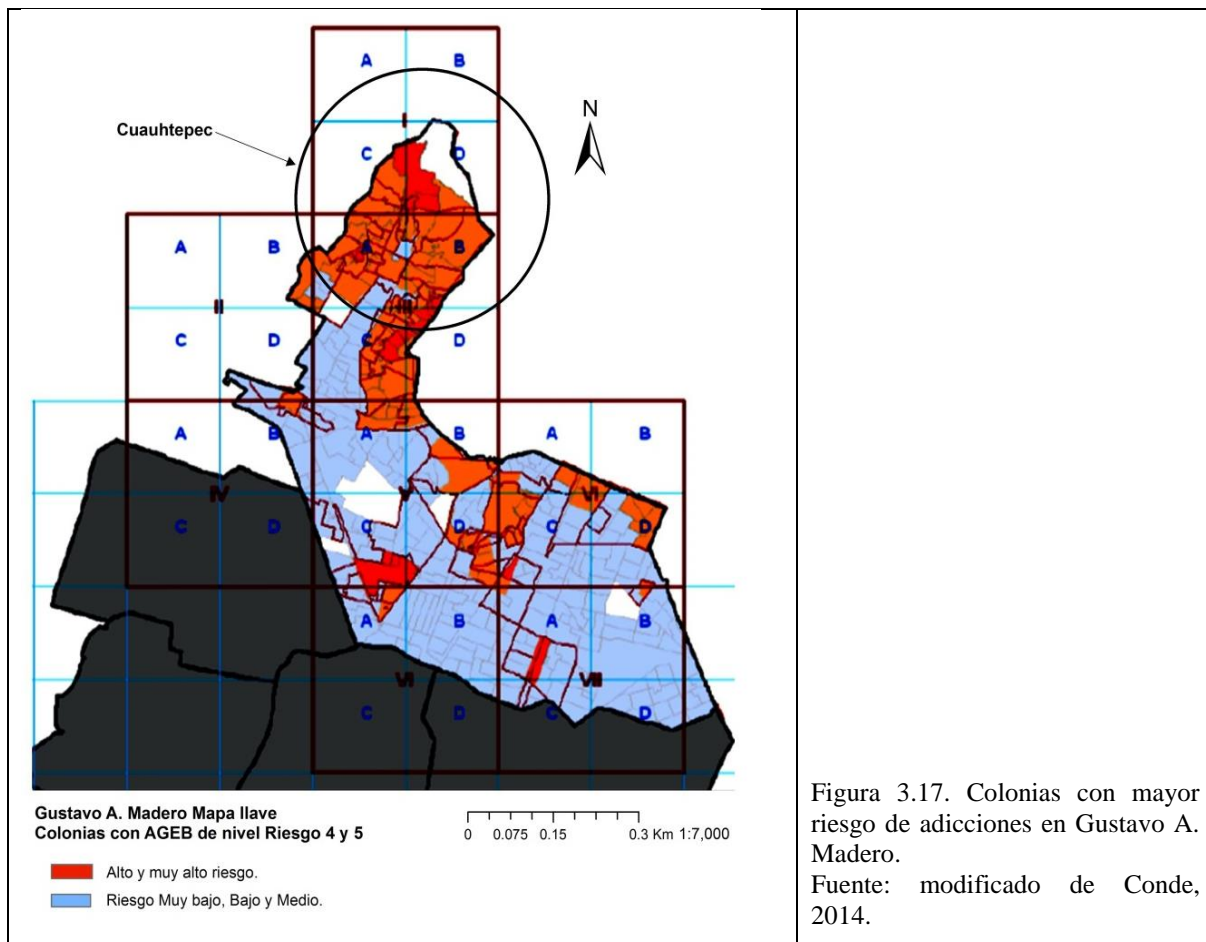 A B
N
Cuauhtepec
I
C D
A B A B
II III
C D C D
A B A B A B
IV V VI
C D C D C D
A B A B
VI VII
C D C D
Gustavo A. Madero Mapa llave
Colonias con AGEB de nivel Riesgo 4 y 5
0 0.075 0.15 0.3 Km 1:7,000
Alto y muy alto riesgo.
Riesgo Muy bajo, Bajo y Medio.
Figura 3.17. Colonias con mayor
riesgo de adicciones en Gustavo A.
Madero.
Fuente: modificado de Conde,
2014.